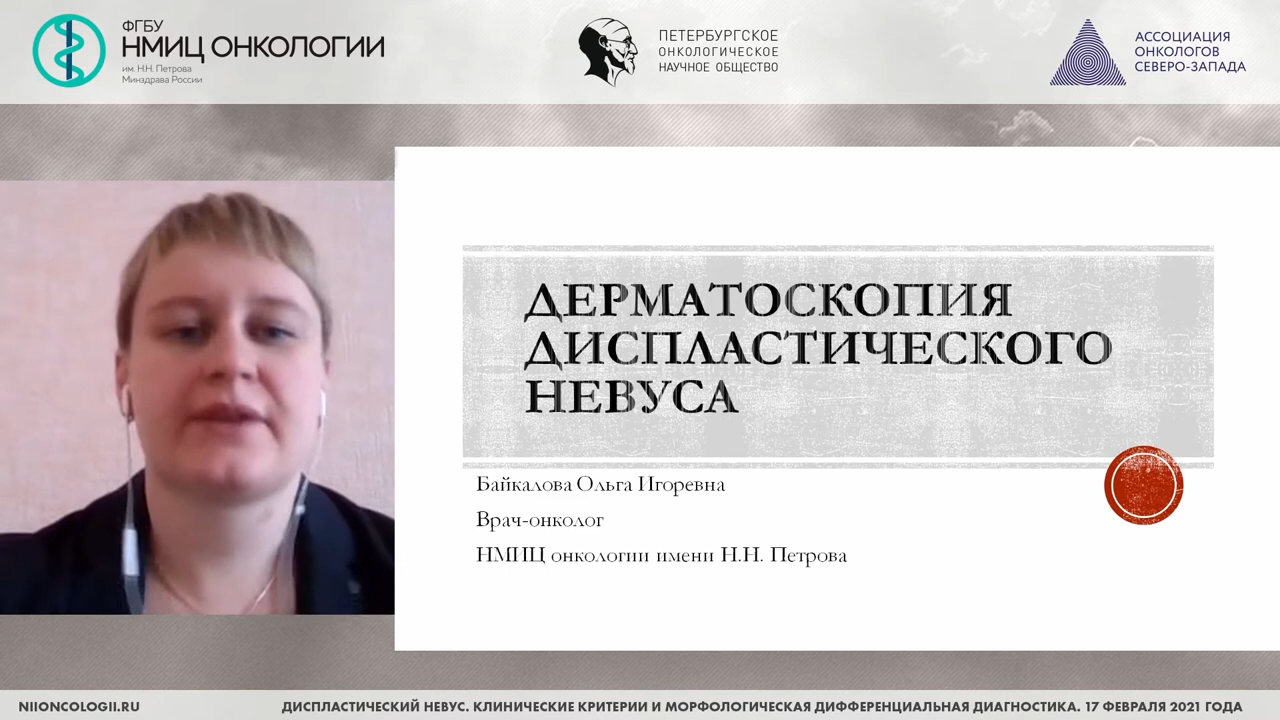 ФГБУ
НМИЦ ОНКОЛОГИИ
им. Н.Н. Петрова
Минздрава России
ПЕТЕРБУРГСКОЕ
ОНКОЛОГИЧЕСКОЕ
НАУЧНОЕ ОБЩЕСТВО
АССОЦИАЦИЯ
ОНКОЛОГОВ
СЕВЕРО-ЗАПАДА
ДЕРМАТОСКОПИЯ
ДИСПЛАСТИЧЕСКОГО
НЕВУСА
Байкалова Ольга Игоревна
Врач-онколог
НМИЦ онкологии имени Н.Н. Петрова
NIIONCOLOGII.RU
ДИСПЛАСТИЧЕСКИЙ НЕВУС. КЛИНИЧЕСКИЕ КРИТЕРИИ И МОРФОЛОГИЧЕСКАЯ ДИФФЕРЕНЦИАЛЬНАЯ ДИАГНОСТИКА. 17 ФЕВРАЛЯ 2021 ГОДА